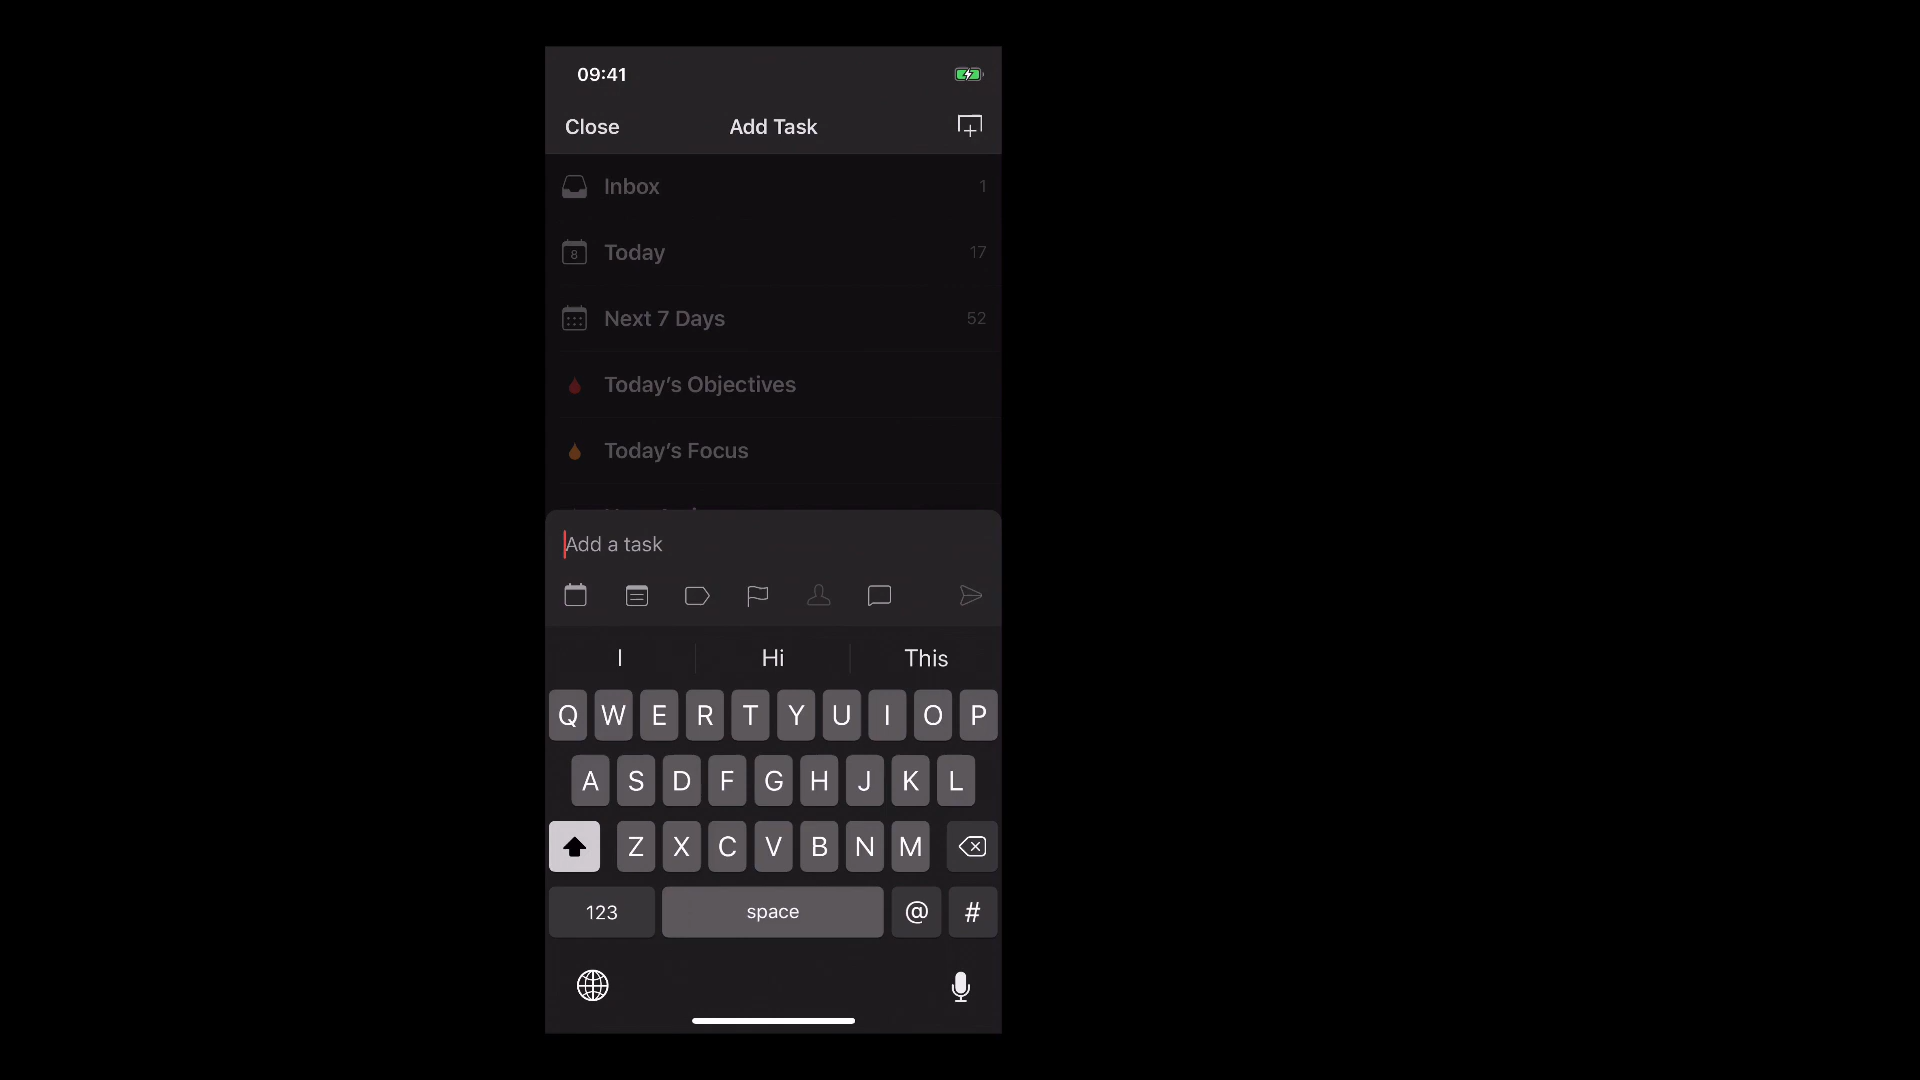 09:41
Close Add Task
Inbox 1
8 Today 17
Next 7 Days 52
Today’s Objectives
Today’s Focus
Add a task
I Hi This
Q W E R T Y U I O P
A S D F G H J K L
Z X C V B N M
123 space @ #